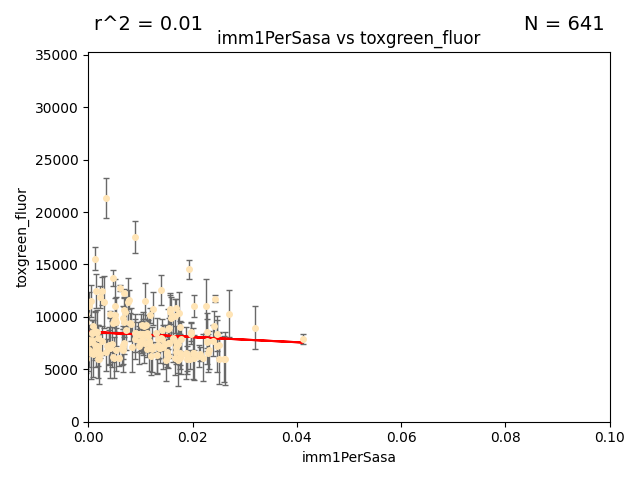 r^2 = 0.01
N = 641
imm1PerSasa vs toxgreen_fluor
toxgreen_fluor
35000
30000
25000
20000
15000
10000
5000
0
0.00
0.02
0.04
0.06
0.08
0.10
imm1PerSasa